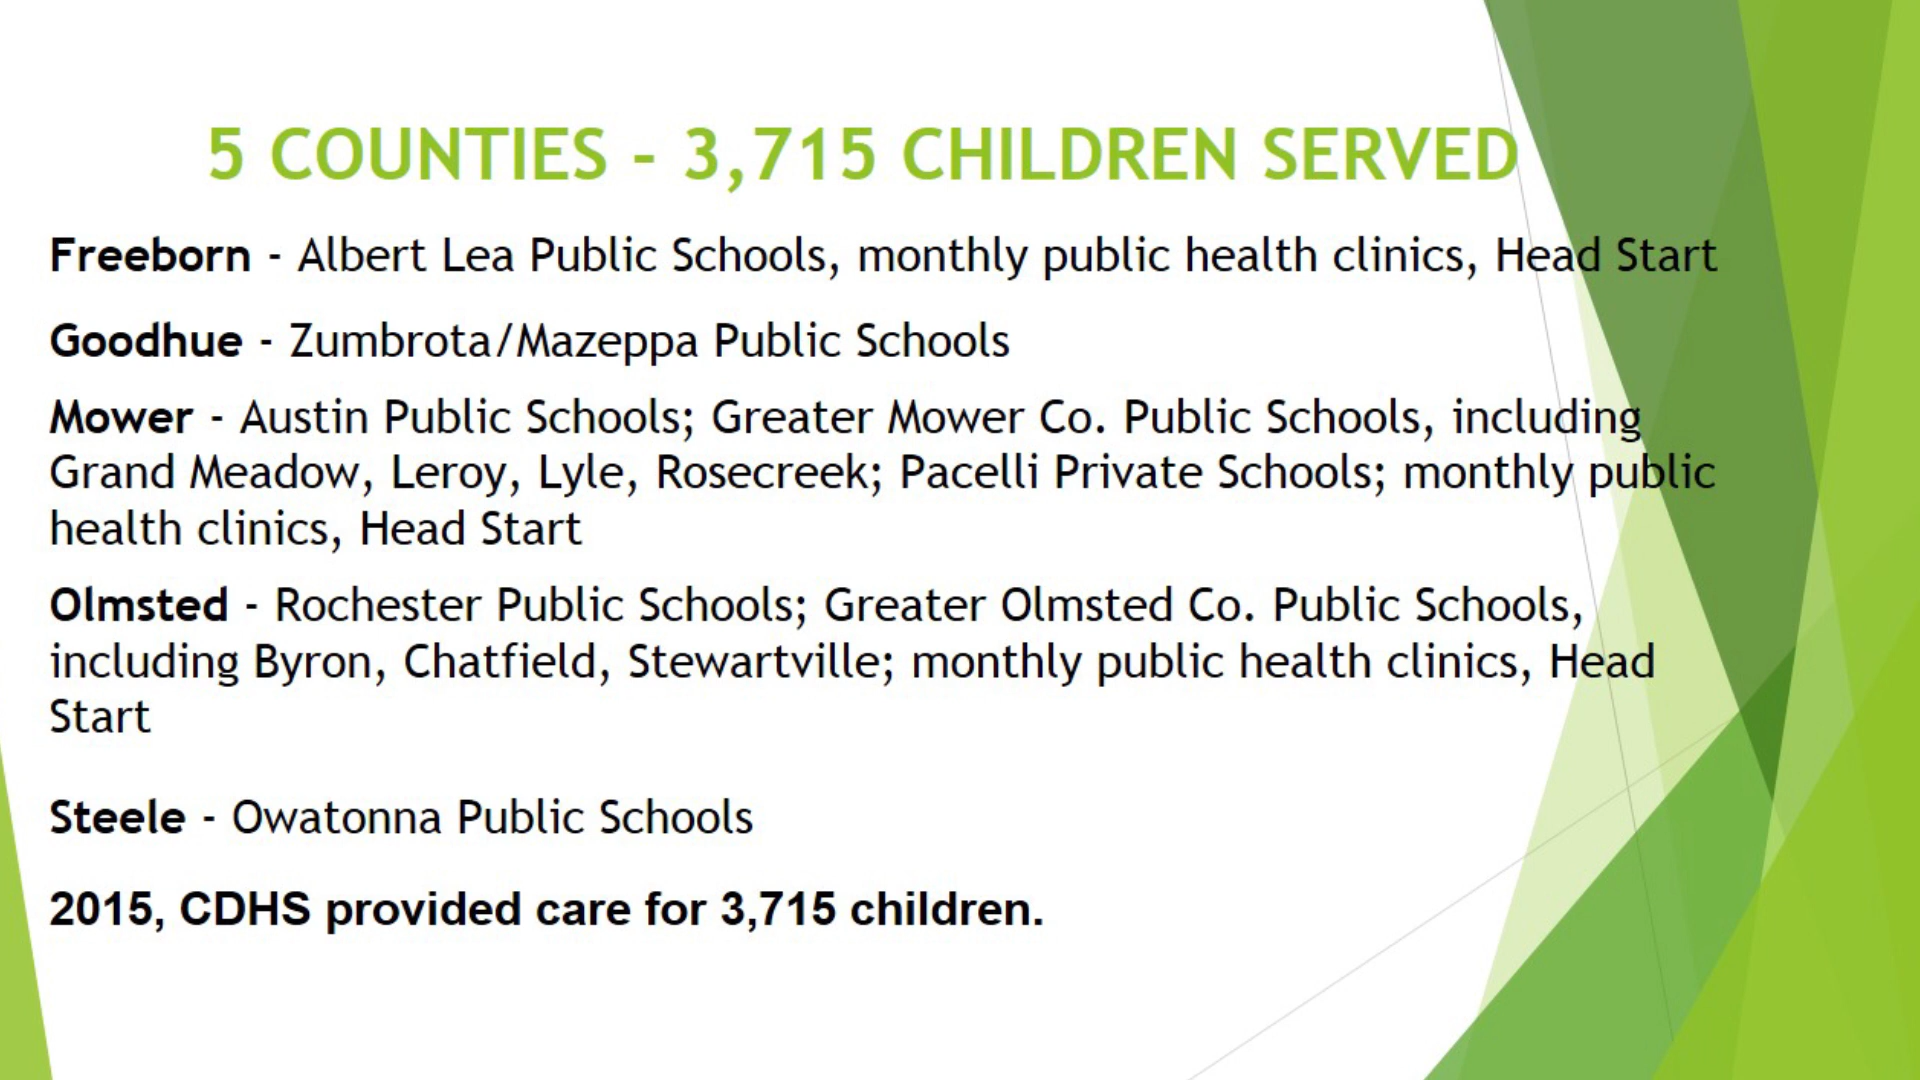 5 COUNTIES - 3,715 CHILDREN SERVED
Freeborn - Albert Lea Public Schools, monthly public health clinics, Head Start
Goodhue - Zumbrota/Mazeppa Public Schools
Mower - Austin Public Schools; Greater Mower Co. Public Schools, including
Grand Meadow, Leroy, Lyle, Rosecreek; Pacelli Private Schools; monthly public
health clinics, Head Start
Olmsted - Rochester Public Schools; Greater Olmsted Co. Public Schools,
including Byron, Chatfield, Stewartville; monthly public health clinics, Head
Start
Steele - Owatonna Public Schools
2015, CDHS provided care for 3,715 children.